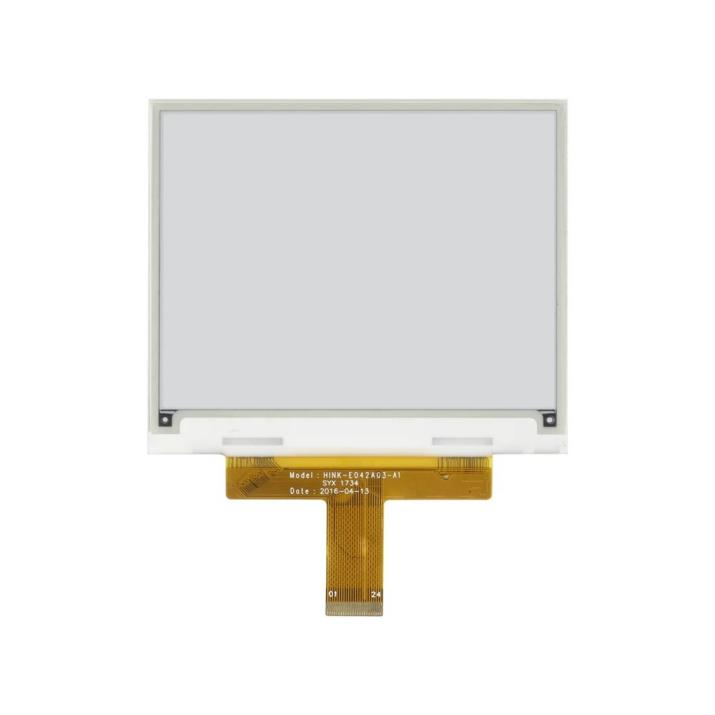 Model : HINK-E042A03-A1
SYX 1734
Date : 2016-04-13
01 24